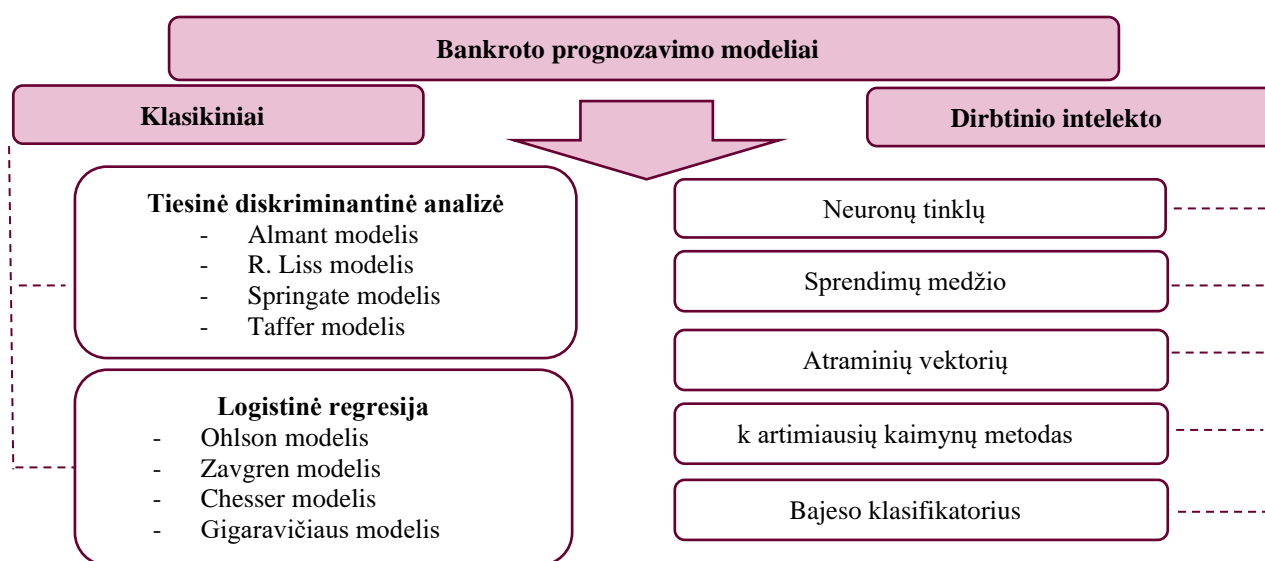 Bankroto prognozavimo modeliai
Klasikiniai
Dirbtinio intelekto
Tiesinė diskriminantinė analizė
- Almant modelis
- R. Liss modelis
- Springate modelis
- Taffer modelis
Logistinė regresija
- Ohlson modelis
- Zavgren modelis
- Chesser modelis
- Gigaravičiaus modelis
Neuronų tinklų
Sprendimų medžio
Atraminių vektorių
k artimiausių kaimynų metodas
Bajeso klasifikatorius